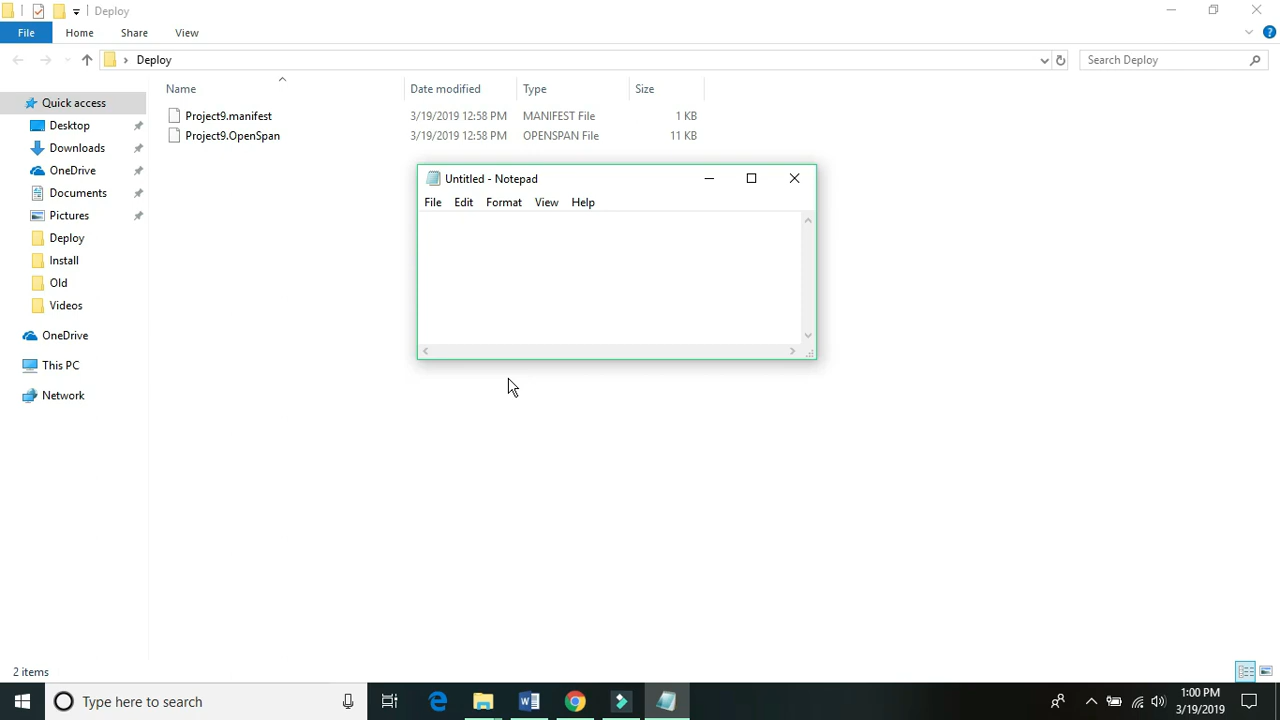 Deploy
File Home Share View
Deploy
Search Deploy
Name Date modified Type Size
Project9.manifest 3/19/2019 12:58 PM MANIFEST File 1 KB
Project9.OpenSpan 3/19/2019 12:58 PM OPENSPAN File 11 KB
Quick access
Desktop
Downloads
OneDrive
Documents
Pictures
Deploy
Install
Old
Videos
OneDrive
This PC
Network
Untitled - Notepad
File Edit Format View Help
2 items
Type here to search
1:00 PM
3/19/2019